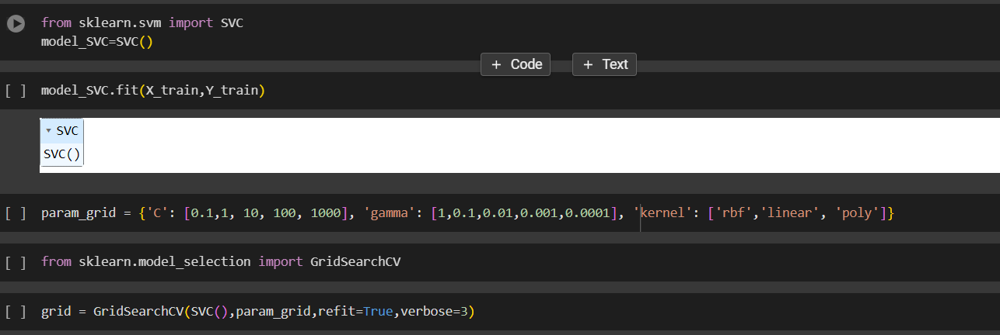 from sklearn.svm import SVC
model_SVC=SVC()
+ Code + Text
[ ] model_SVC.fit(X_train,Y_train)
▾ SVC
SVC()
[ ] param_grid = {'C': [0.1,1, 10, 100, 1000], 'gamma': [1,0.1,0.01,0.001,0.0001], 'kernel': ['rbf','linear', 'poly']}
[ ] from sklearn.model_selection import GridSearchCV
[ ] grid = GridSearchCV(SVC(),param_grid,refit=True,verbose=3)